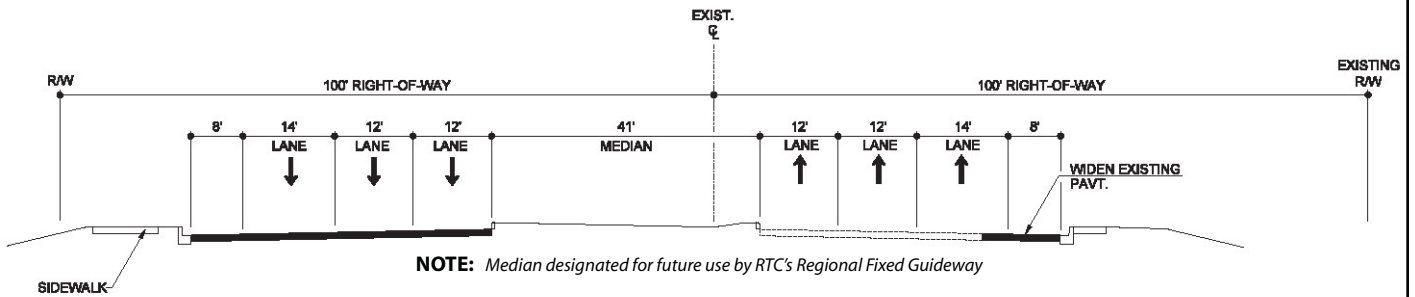 EXIST.
℄
R/W
100' RIGHT-OF-WAY
100' RIGHT-OF-WAY
EXISTING
R/W
8'
14'
LANE
12'
LANE
12'
LANE
41'
MEDIAN
12'
LANE
12'
LANE
14'
LANE
8'
WIDEN EXISTING
PAVT.
SIDEWALK
NOTE: Median designated for future use by RTC's Regional Fixed Guideway